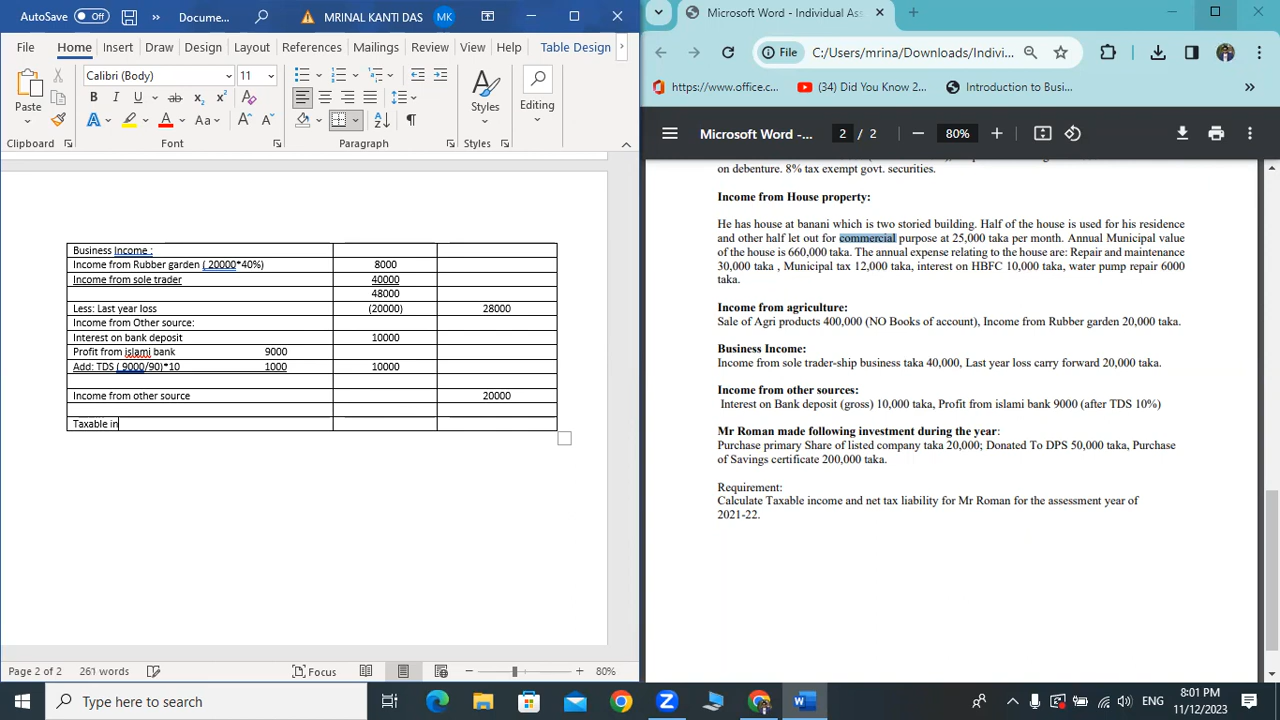 AutoSave Off Docume... MRINAL KANTI DAS MK
File Home Insert Draw Design Layout References Mailings Review View Help Table Design
Calibri (Body) 11
Paste Styles Editing
Clipboard Font Paragraph Styles
Business Income :
Income from Rubber garden ( 20000*40%) 8000
Income from sole trader 40000
48000
Less: Last year loss (20000) 28000
Income from Other source:
Interest on bank deposit 10000
Profit from islami bank 9000
Add: TDS ( 9000/90)*10 1000 10000
Income from other source 20000
Taxable in
Page 2 of 2 261 words Focus 80%
Microsoft Word - Individual Ass
File C:/Users/mrina/Downloads/Indivi...
https://www.office.c... (34) Did You Know 2... Introduction to Busi...
Microsoft Word -... 2 / 2 80%
on debenture. 8% tax exempt govt. securities.
Income from House property:
He has house at banani which is two storied building. Half of the house is used for his residence
and other half let out for commercial purpose at 25,000 taka per month. Annual Municipal value
of the house is 660,000 taka. The annual expense relating to the house are: Repair and maintenance
30,000 taka , Municipal tax 12,000 taka, interest on HBFC 10,000 taka, water pump repair 6000
taka.
Income from agriculture:
Sale of Agri products 400,000 (NO Books of account), Income from Rubber garden 20,000 taka.
Business Income:
Income from sole trader-ship business taka 40,000, Last year loss carry forward 20,000 taka.
Income from other sources:
Interest on Bank deposit (gross) 10,000 taka, Profit from islami bank 9000 (after TDS 10%)
Mr Roman made following investment during the year:
Purchase primary Share of listed company taka 20,000; Donated To DPS 50,000 taka, Purchase
of Savings certificate 200,000 taka.
Requirement:
Calculate Taxable income and net tax liability for Mr Roman for the assessment year of
2021-22.
Type here to search
ENG
8:01 PM
11/12/2023